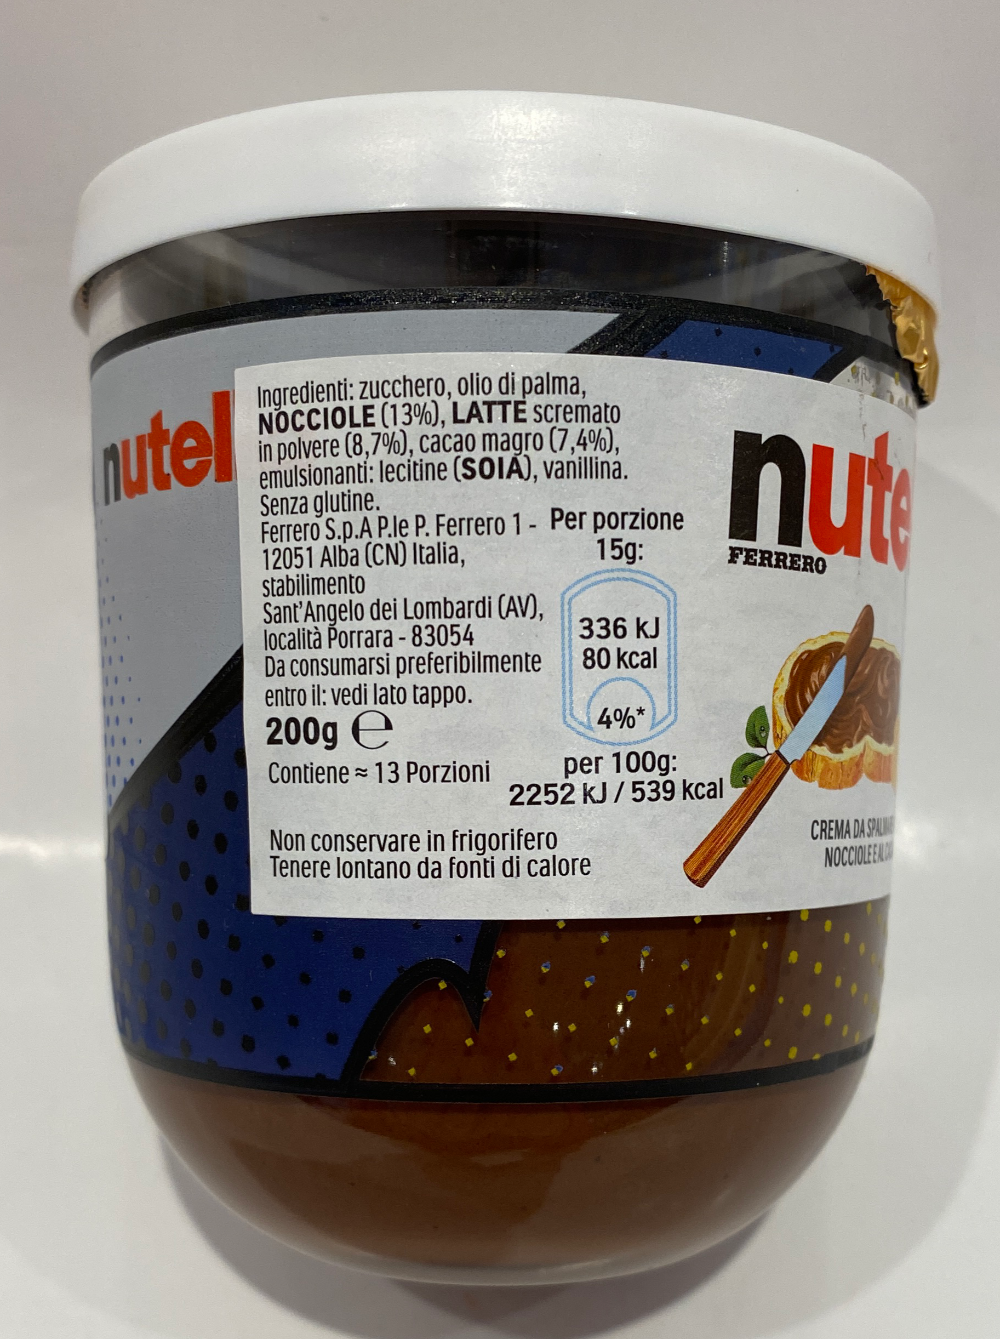 nutel
Ingredienti: zucchero, olio di palma,
NOCCIOLE (13%), LATTE scremato
in polvere (8,7%), cacao magro (7,4%),
emulsionanti: lecitine (SOIA), vanillina.
Senza glutine.
Ferrero S.p.A P.le P. Ferrero 1 -
12051 Alba (CN) Italia,
stabilimento
Sant'Angelo dei Lombardi (AV),
località Porrara - 83054
Da consumarsi preferibilmente
entro il: vedi lato tappo.
200g ℮
Contiene ≈ 13 Porzioni
Per porzione
15g:
336 kJ
80 kcal
4%*
per 100g:
2252 kJ / 539 kcal
Non conservare in frigorifero
Tenere lontano da fonti di calore
nute
FERRERO
CREMA DA
NOCCIOLE E AL